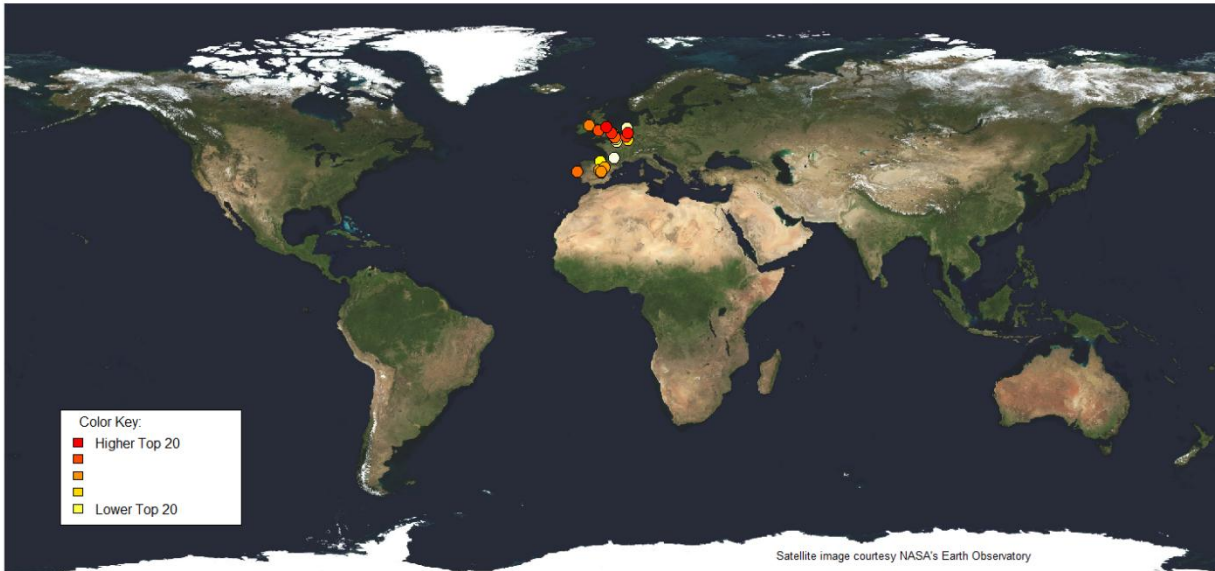 Color Key:
Higher Top 20
Lower Top 20
Satellite image courtesy NASA's Earth Observatory